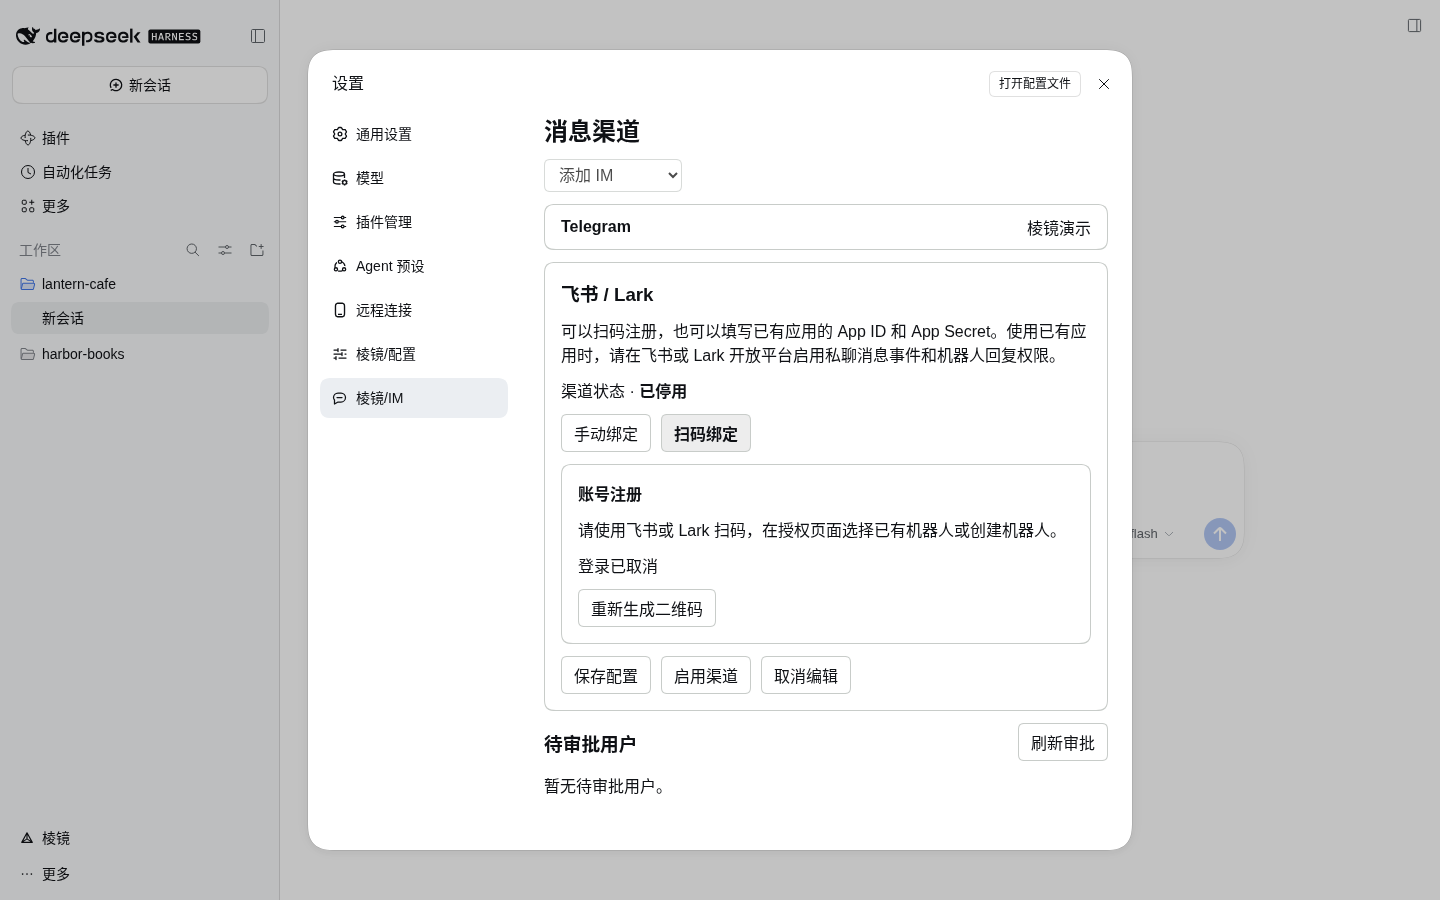 deepseek HARNESS
新会话
插件
自动化任务
更多
工作区
lantern-cafe
新会话
harbor-books
棱镜
更多
设置
打开配置文件
通用设置
模型
插件管理
Agent 预设
远程连接
棱镜/配置
棱镜/IM
消息渠道
添加 IM
Telegram
棱镜演示
飞书 / Lark
可以扫码注册，也可以填写已有应用的 App ID 和 App Secret。使用已有应
用时，请在飞书或 Lark 开放平台启用私聊消息事件和机器人回复权限。
渠道状态 · 已停用
手动绑定
扫码绑定
账号注册
请使用飞书或 Lark 扫码，在授权页面选择已有机器人或创建机器人。
登录已取消
重新生成二维码
保存配置
启用渠道
取消编辑
待审批用户
刷新审批
暂无待审批用户。
flash